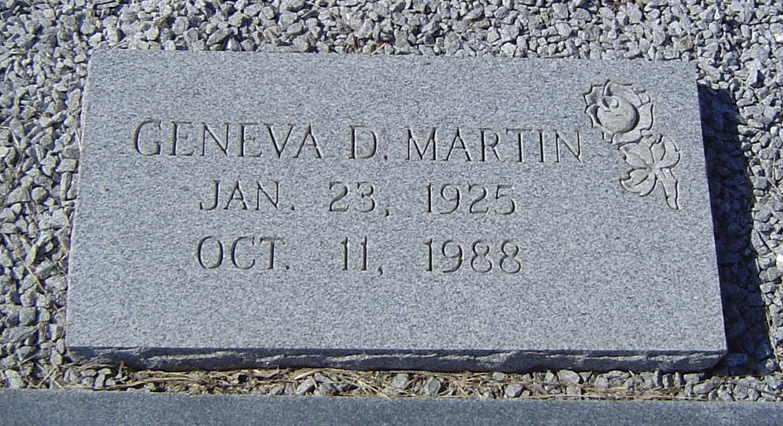 GENEVA D. MARTIN
JAN. 23, 1925
OCT. 11, 1988